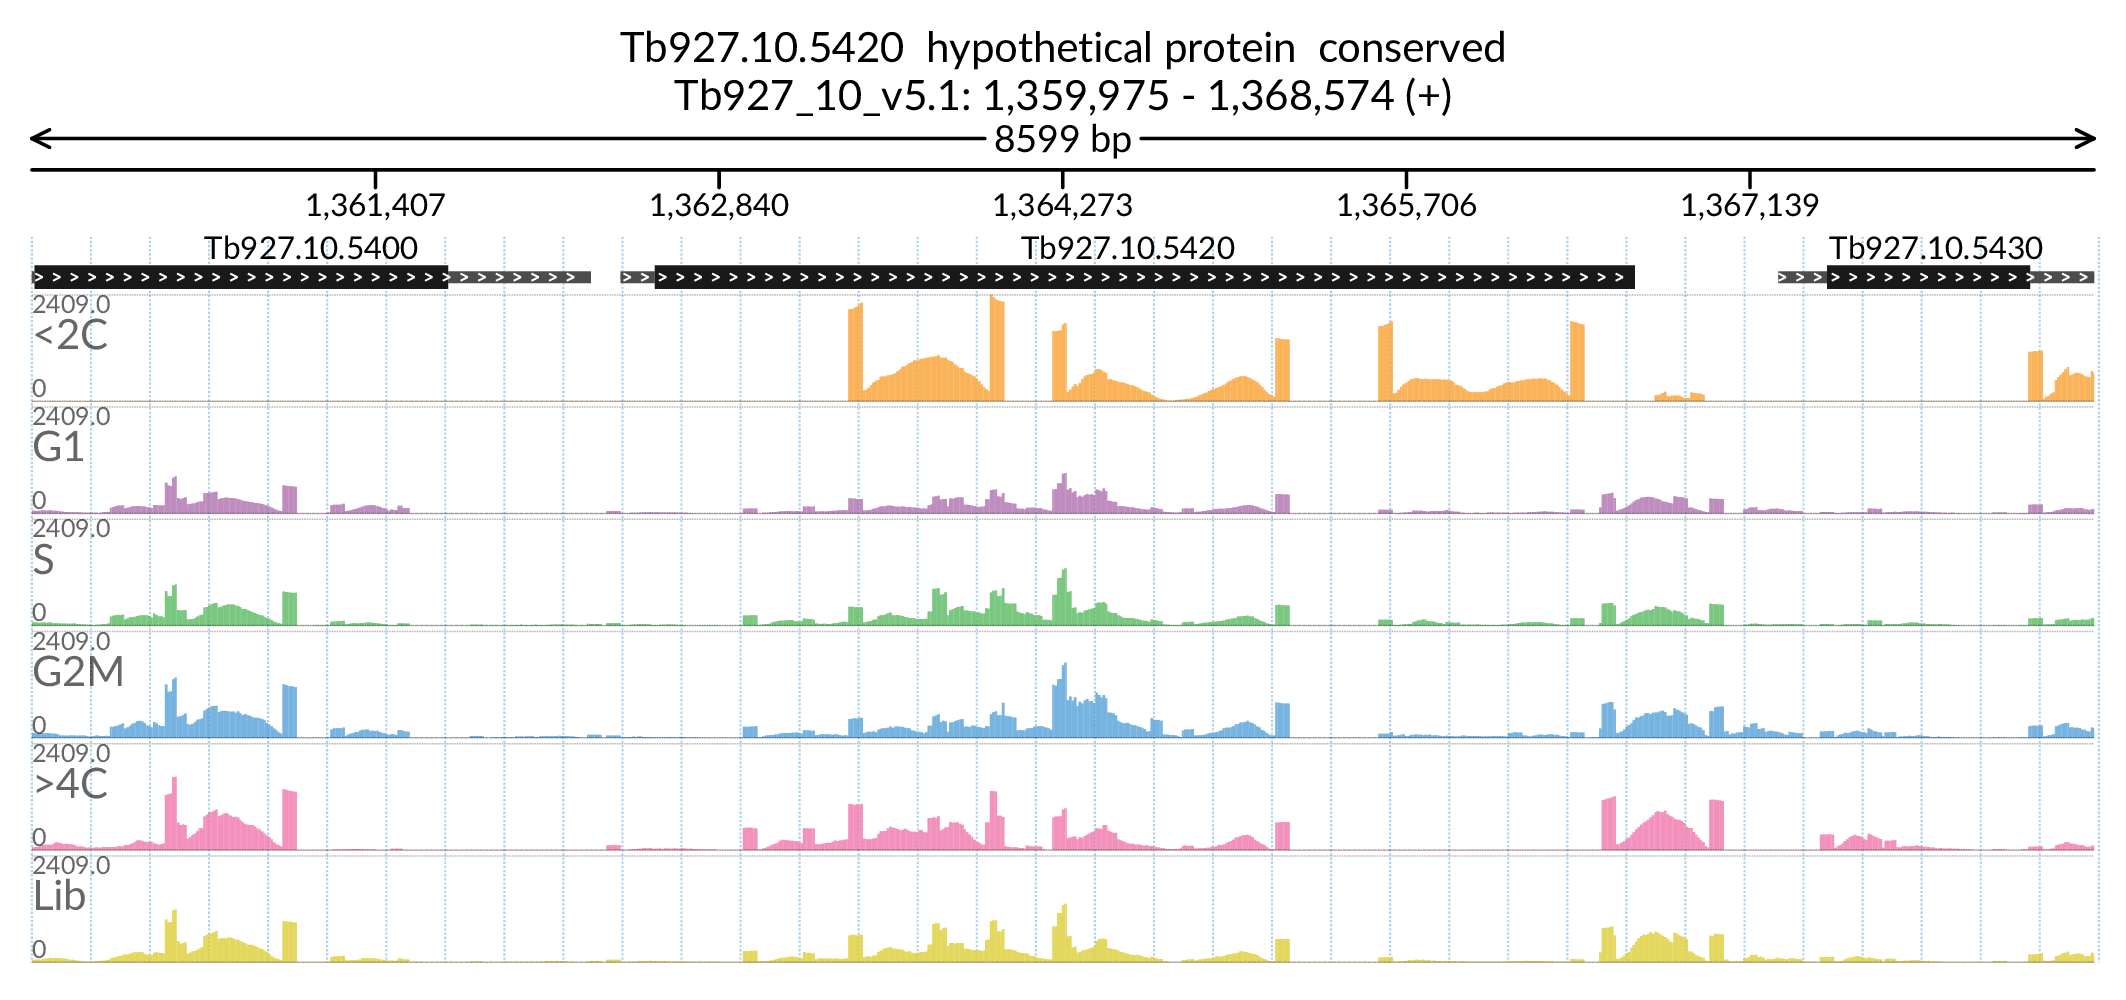 Tb927.10.5420 hypothetical protein conserved
Tb927_10_v5.1: 1,359,975 - 1,368,574 (+)
8599 bp
1,361,407 1,362,840 1,364,273 1,365,706 1,367,139
Tb927.10.5400 Tb927.10.5420 Tb927.10.5430
2409.0
<2C
0
2409.0
G1
0
2409.0
S
0
2409.0
G2M
0
2409.0
>4C
0
2409.0
Lib
0